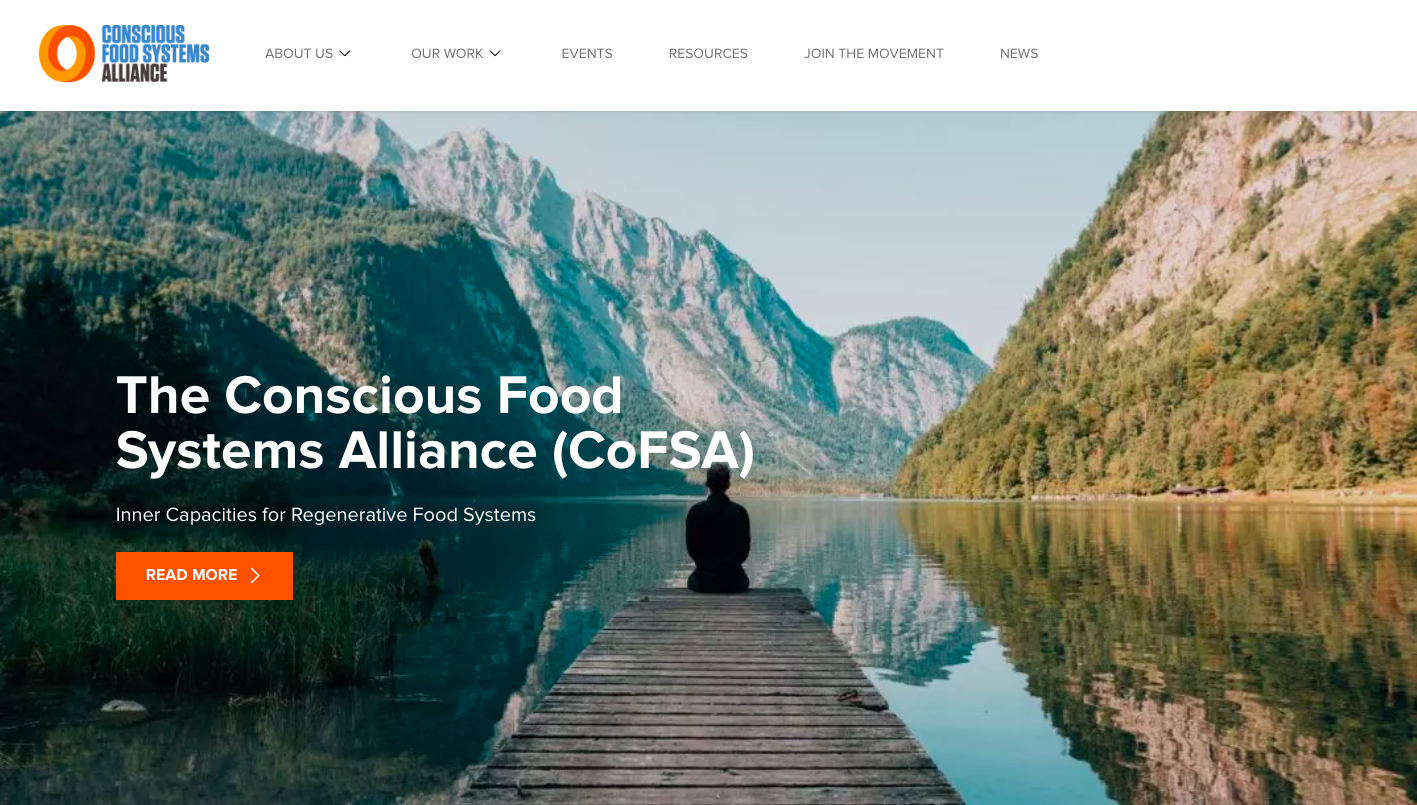 CONSCIOUS
FOOD SYSTEMS
ALLIANCE
ABOUT US
OUR WORK
EVENTS
RESOURCES
JOIN THE MOVEMENT
NEWS
The Conscious Food
Systems Alliance (CoFSA)
Inner Capacities for Regenerative Food Systems
READ MORE